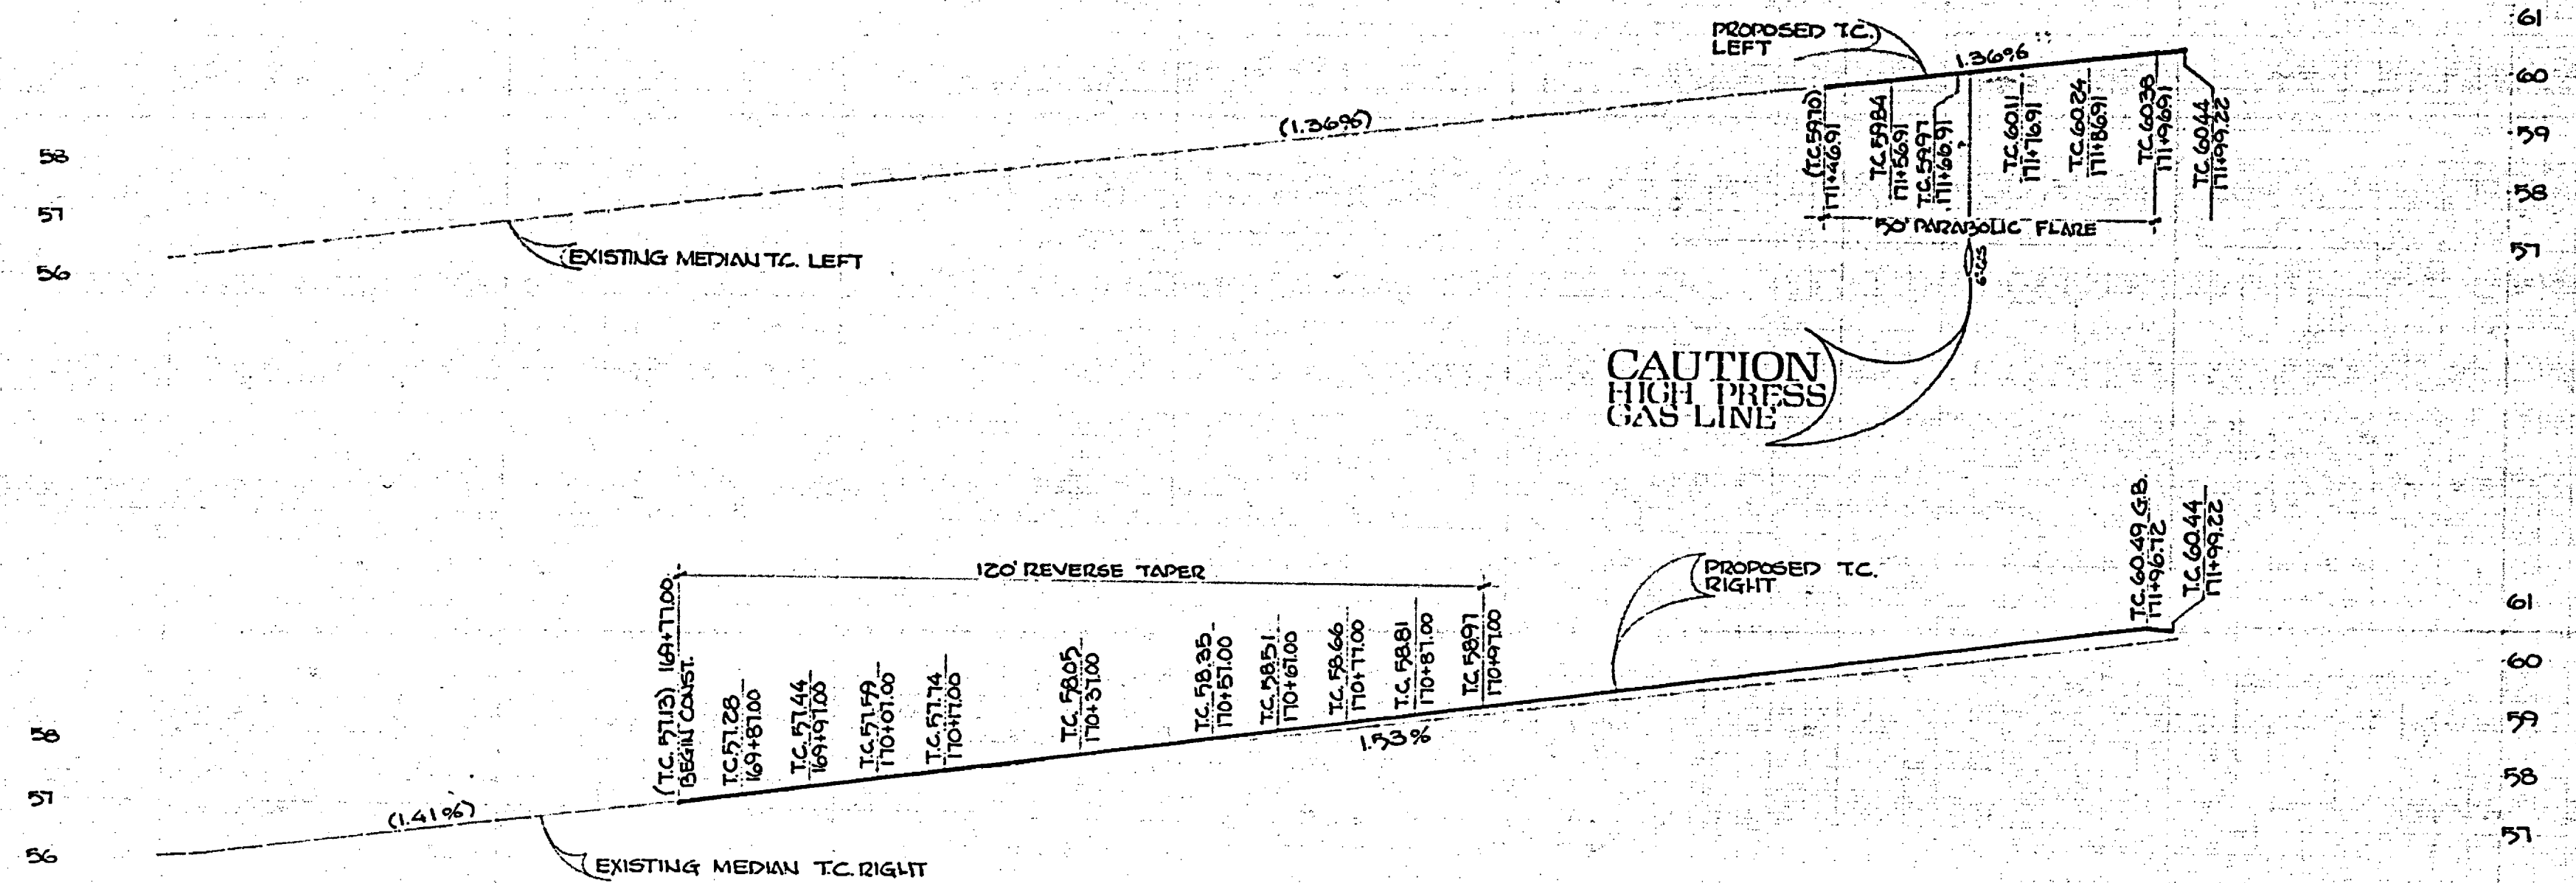 61
PROPOSED T.C.
LEFT
1.36%
60
(1.36%)
(T.C. 59.70)
171+46.91
T.C. 59.84
171+56.91
T.C. 59.97
171+66.91
T.C. 60.11
171+76.91
T.C. 60.24
171+86.91
T.C. 60.38
171+96.91
T.C. 60.44
171+99.22
59
58
58
57
50' PARABOLIC FLARE
57
EXISTING MEDIAN T.C. LEFT
56
CAUTION
HIGH PRESS
GAS LINE
120' REVERSE TAPER
PROPOSED T.C.
RIGHT
(T.C. 57.13) 169+77.00
BEGIN CONST.
T.C. 57.28
169+87.00
T.C. 57.44
169+97.00
T.C. 57.59
170+07.00
T.C. 57.74
170+17.00
T.C. 58.05
170+37.00
T.C. 58.35
170+57.00
T.C. 58.51
170+67.00
T.C. 58.66
170+77.00
T.C. 58.81
170+87.00
T.C. 58.97
170+97.00
T.C. 60.49 G.B.
171+96.72
T.C. 60.44
171+99.22
61
60
59
58
1.53%
58
57
(1.41%)
57
56
EXISTING MEDIAN T.C. RIGHT